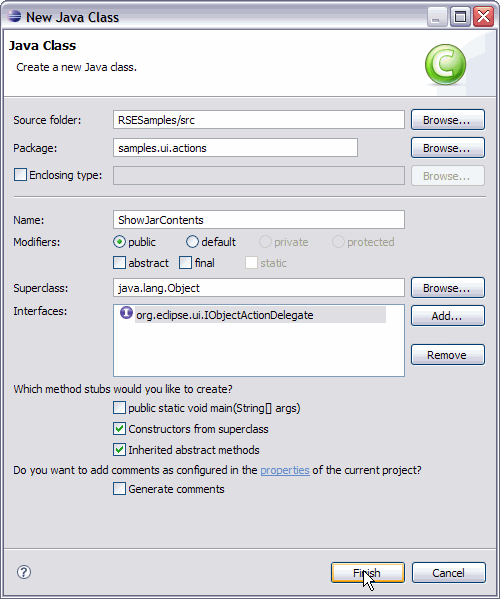 New Java Class
Java Class
Create a new Java class.
C
Source folder: RSESamples/src Browse...
Package: samples.ui.actions Browse...
Enclosing type: Browse...
Name: ShowJarContents
Modifiers: public default private protected
abstract final static
Superclass: java.lang.Object Browse...
Interfaces: I org.eclipse.ui.IObjectActionDelegate Add...
Remove
Which method stubs would you like to create?
public static void main(String[] args)
Constructors from superclass
Inherited abstract methods
Do you want to add comments as configured in the properties of the current project?
Generate comments
? Finish Cancel